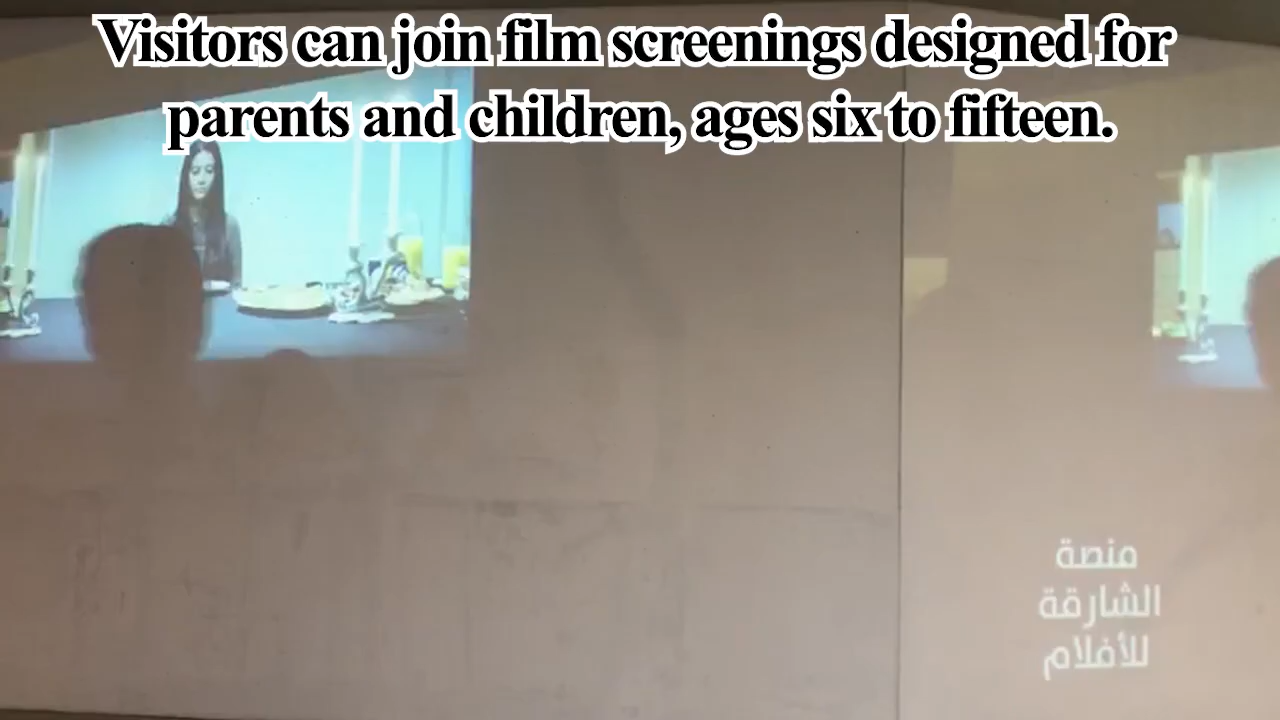 Visitors can join film screenings designed for
parents and children, ages six to fifteen.
منصة
الشارقة
للأفلام